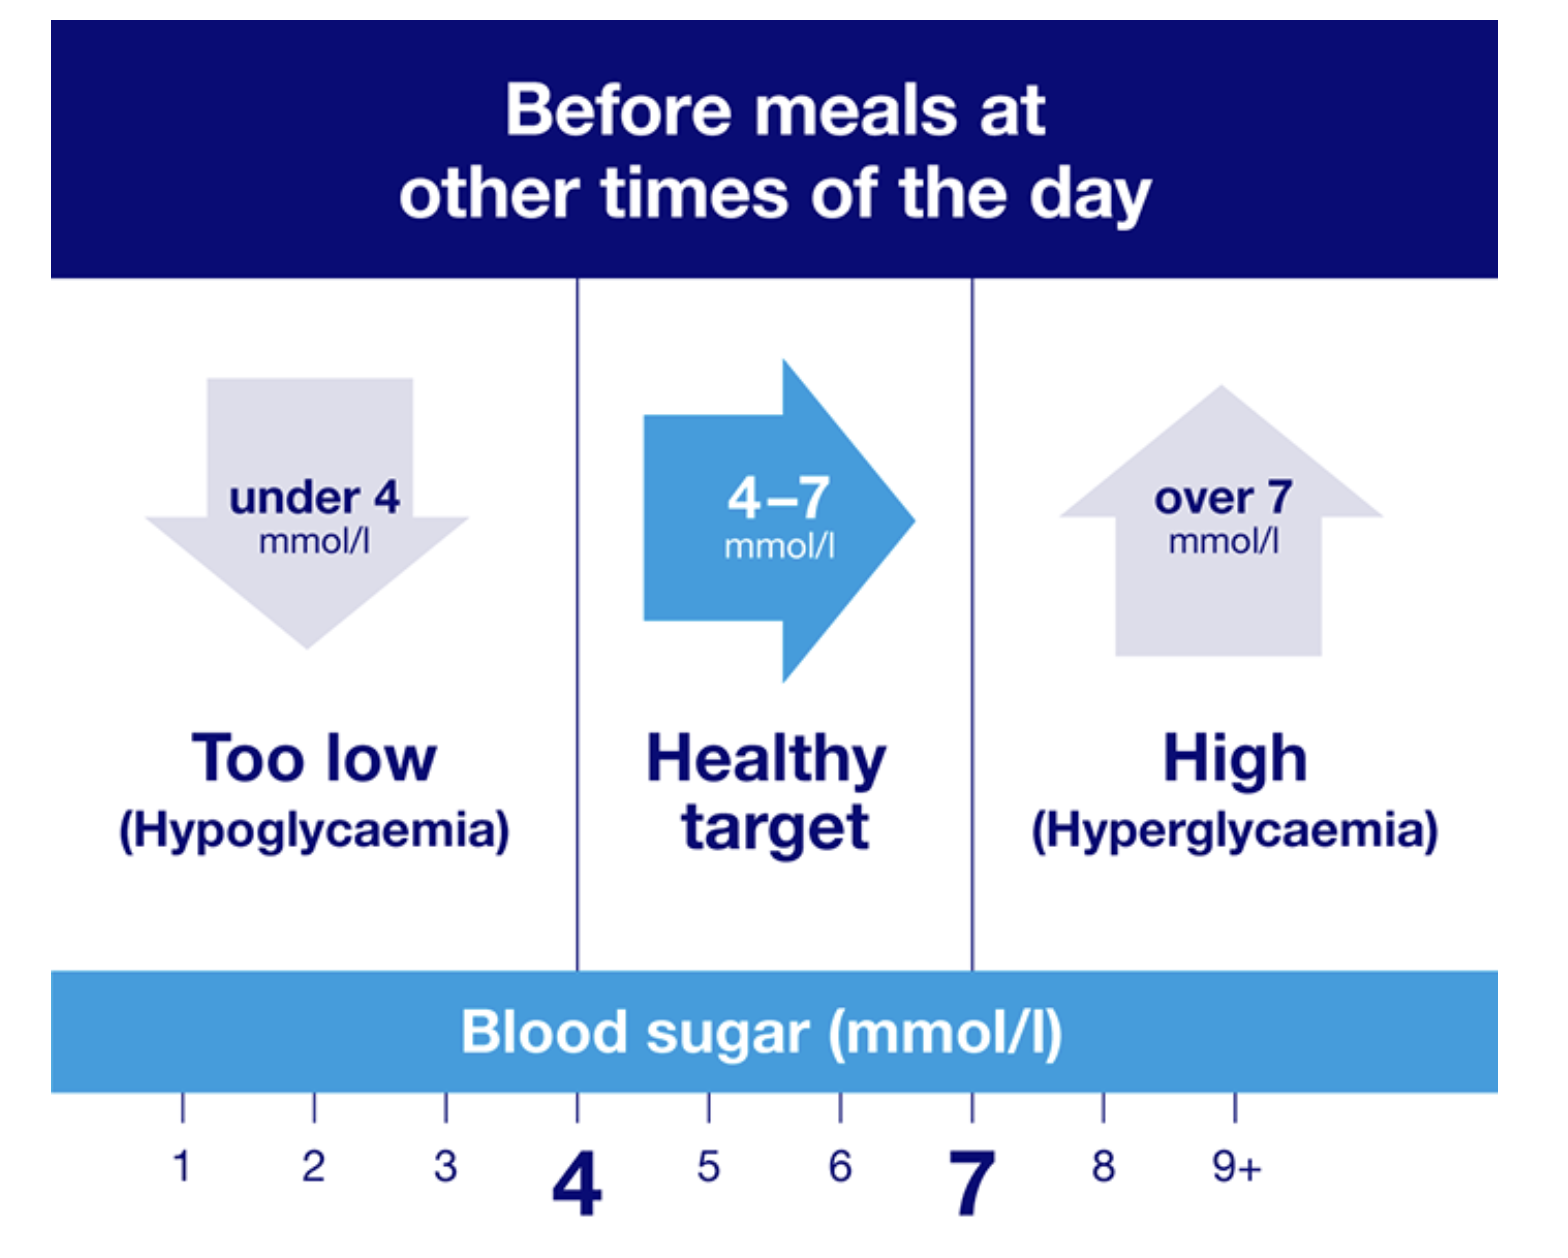 Before meals at
other times of the day
under 4
mmol/l
4–7
mmol/l
over 7
mmol/l
Too low
(Hypoglycaemia)
Healthy
target
High
(Hyperglycaemia)
Blood sugar (mmol/l)
1 2 3 4 5 6 7 8 9+